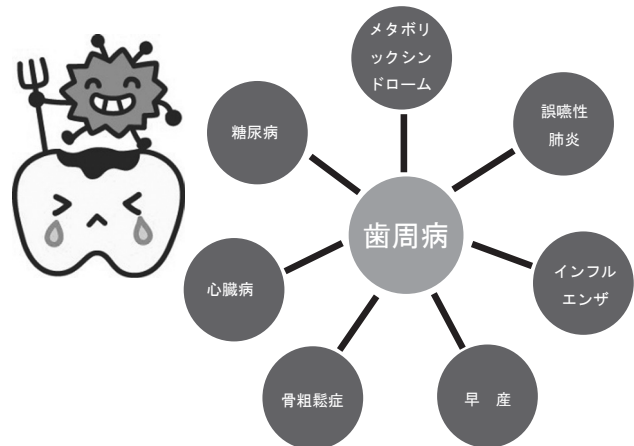 メタボリ
ックシン
ドローム
誤嚥性
肺炎
糖尿病
歯周病
インフル
エンザ
心臓病
骨粗鬆症
早　産